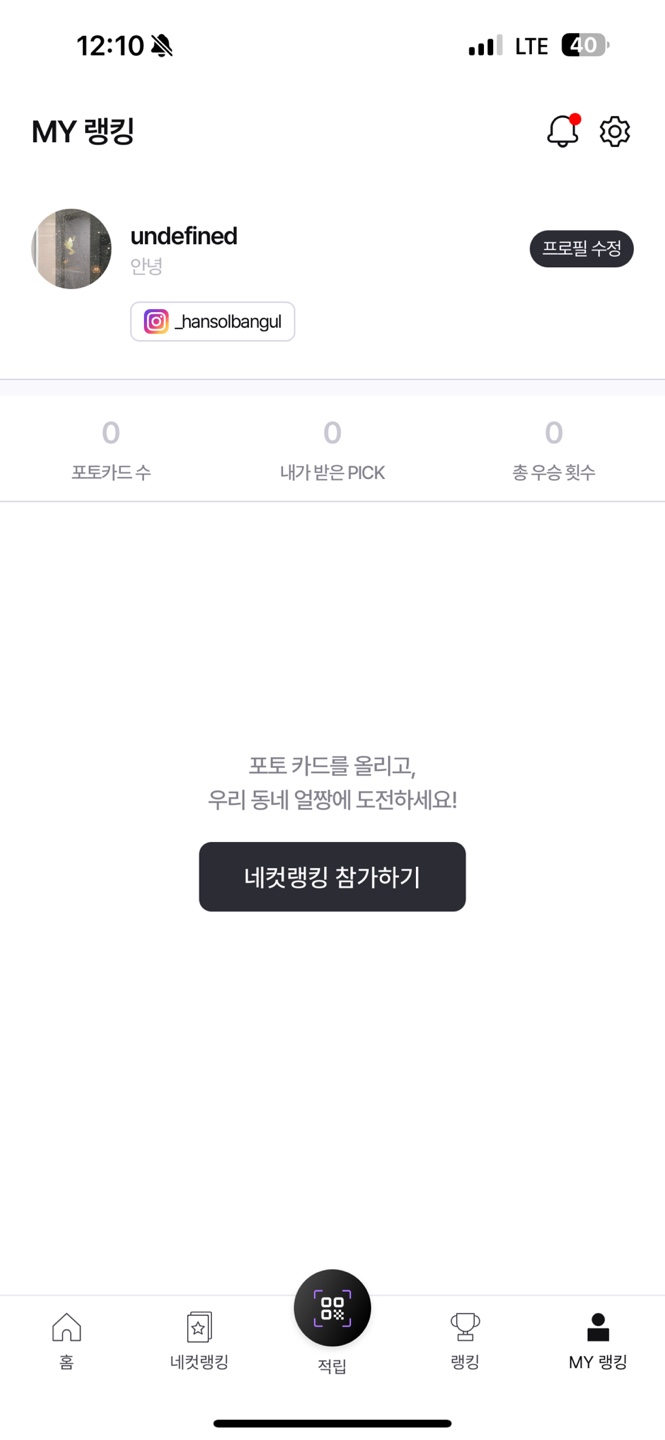 12:10
LTE 40
MY 랭킹
undefined
안녕
프로필 수정
_hansolbangul
0 0 0
포토카드 수 내가 받은 PICK 총 우승 횟수
포토 카드를 올리고,
우리 동네 얼짱에 도전하세요!
네컷랭킹 참가하기
홈 네컷랭킹 적립 랭킹 MY 랭킹